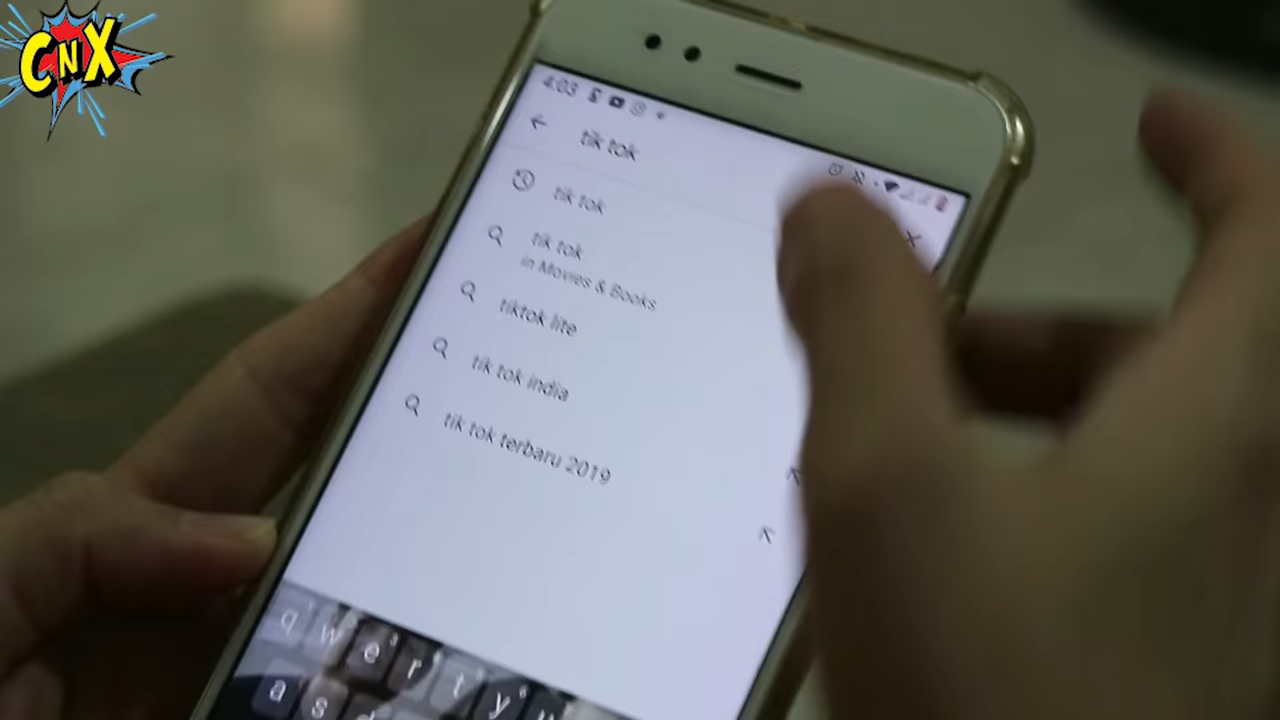 CNX
4:03
tik tok
tik tok
tik tok
in Movies & Books
tiktok lite
tik tok india
tik tok terbaru 2019
q w e r t y u
a s d